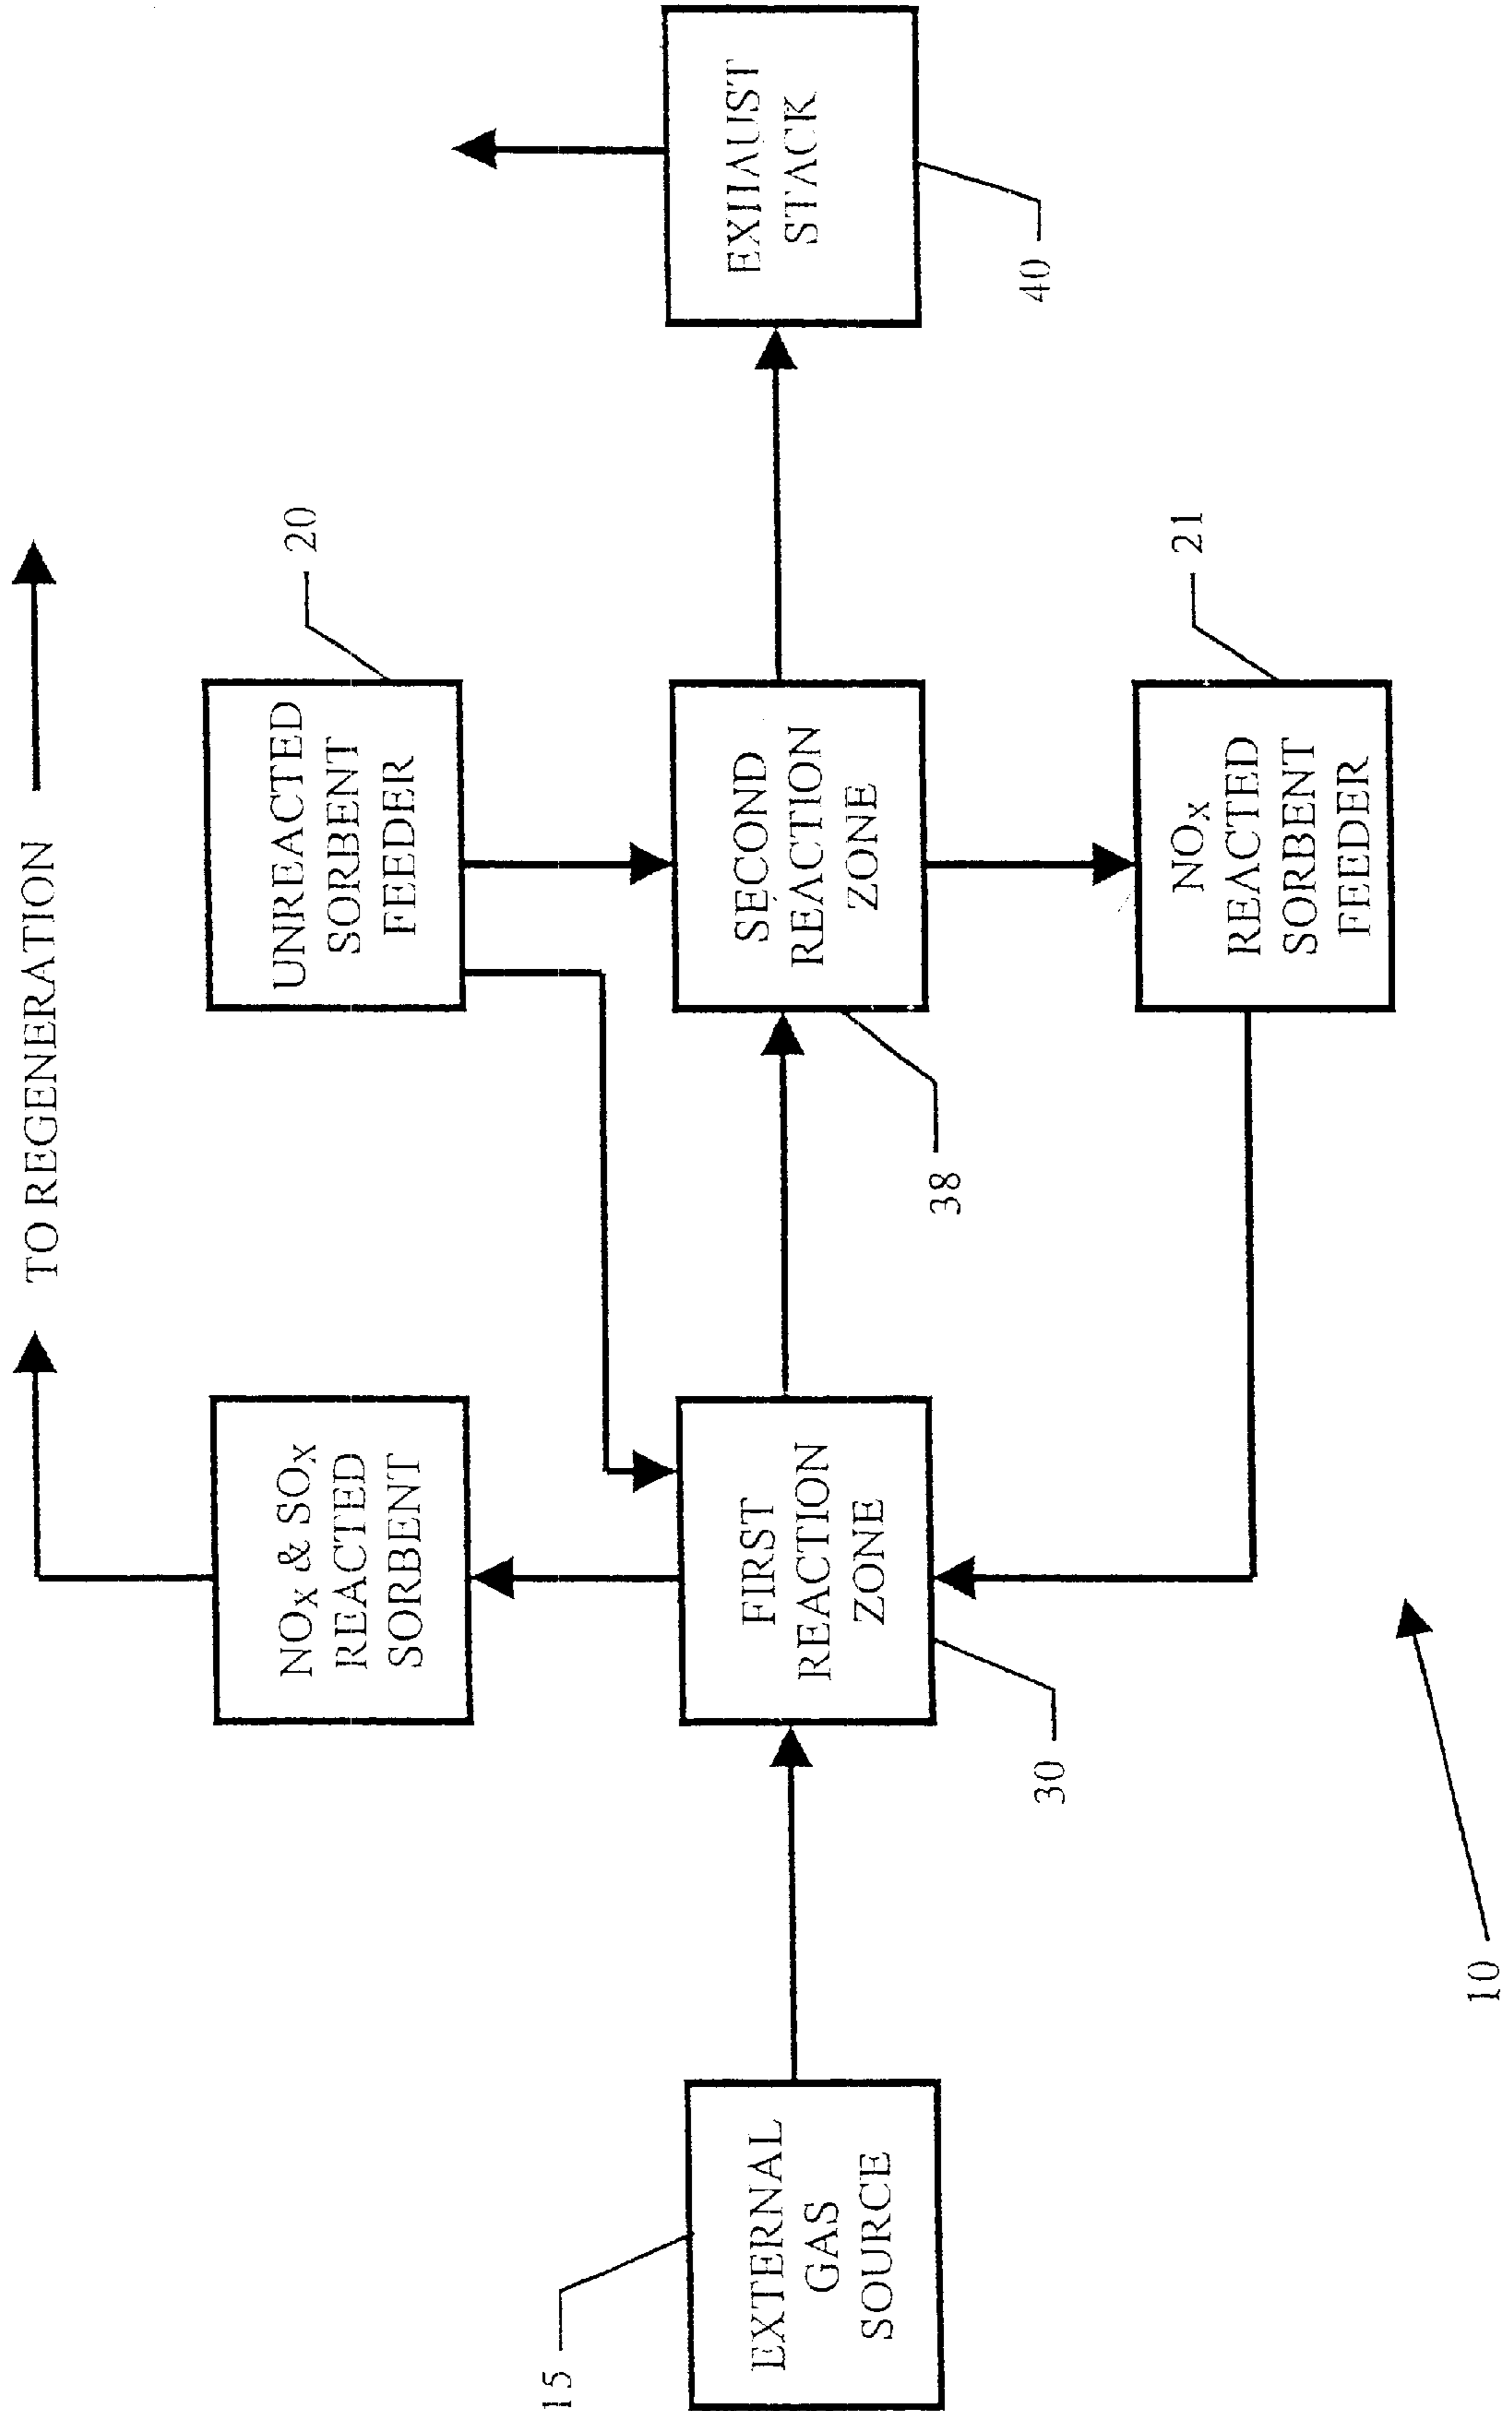 TO REGENERATION
NOX & SOX
REACTED
SORBENT
UNREACTED
SORBENT
FEEDER
20
15
EXTERNAL
GAS
SOURCE
FIRST
REACTION
ZONE
30
SECOND
REACTION
ZONE
38
EXHAUST
STACK
40
NOX
REACTED
SORBENT
FEEDER
21
10